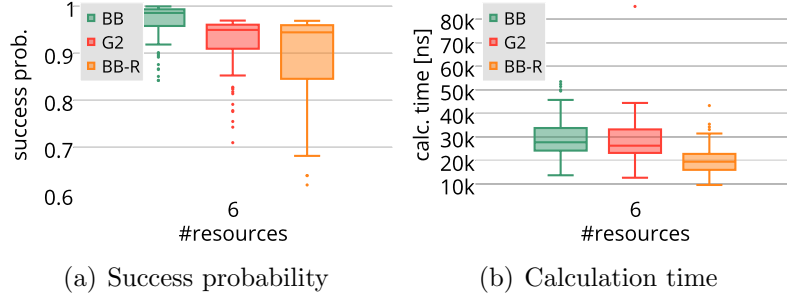 success prob.
1
0.9
0.8
0.7
0.6
BB
G2
BB-R
6
#resources
(a) Success probability
calc. time [ns]
80k
70k
60k
50k
40k
30k
20k
10k
BB
G2
BB-R
6
#resources
(b) Calculation time